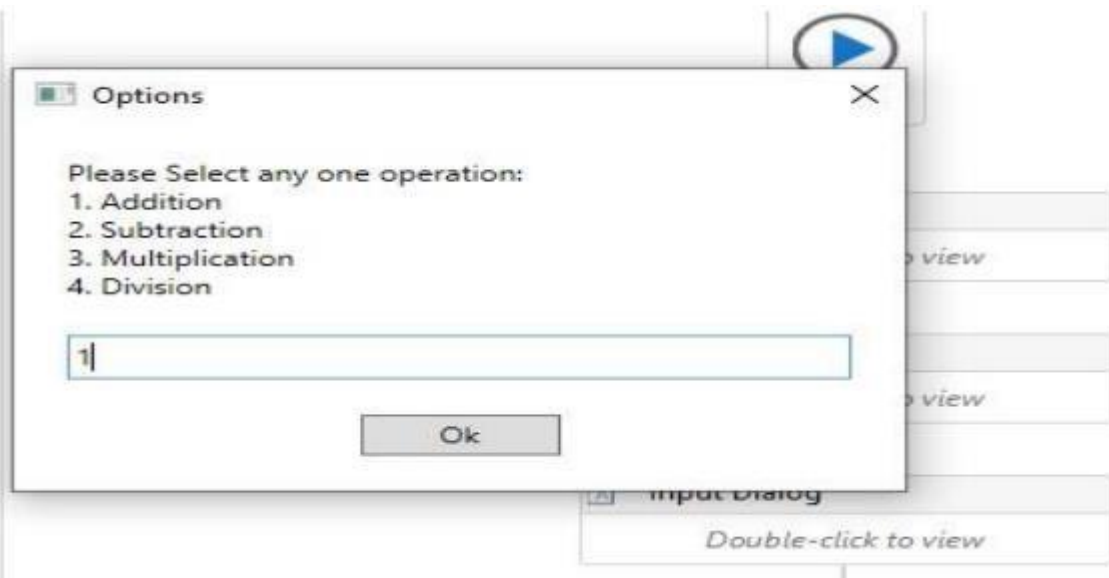 Options
Please Select any one operation:
1. Addition
2. Subtraction
3. Multiplication
4. Division
1
Ok
view
view
Input Dialog
Double-click to view